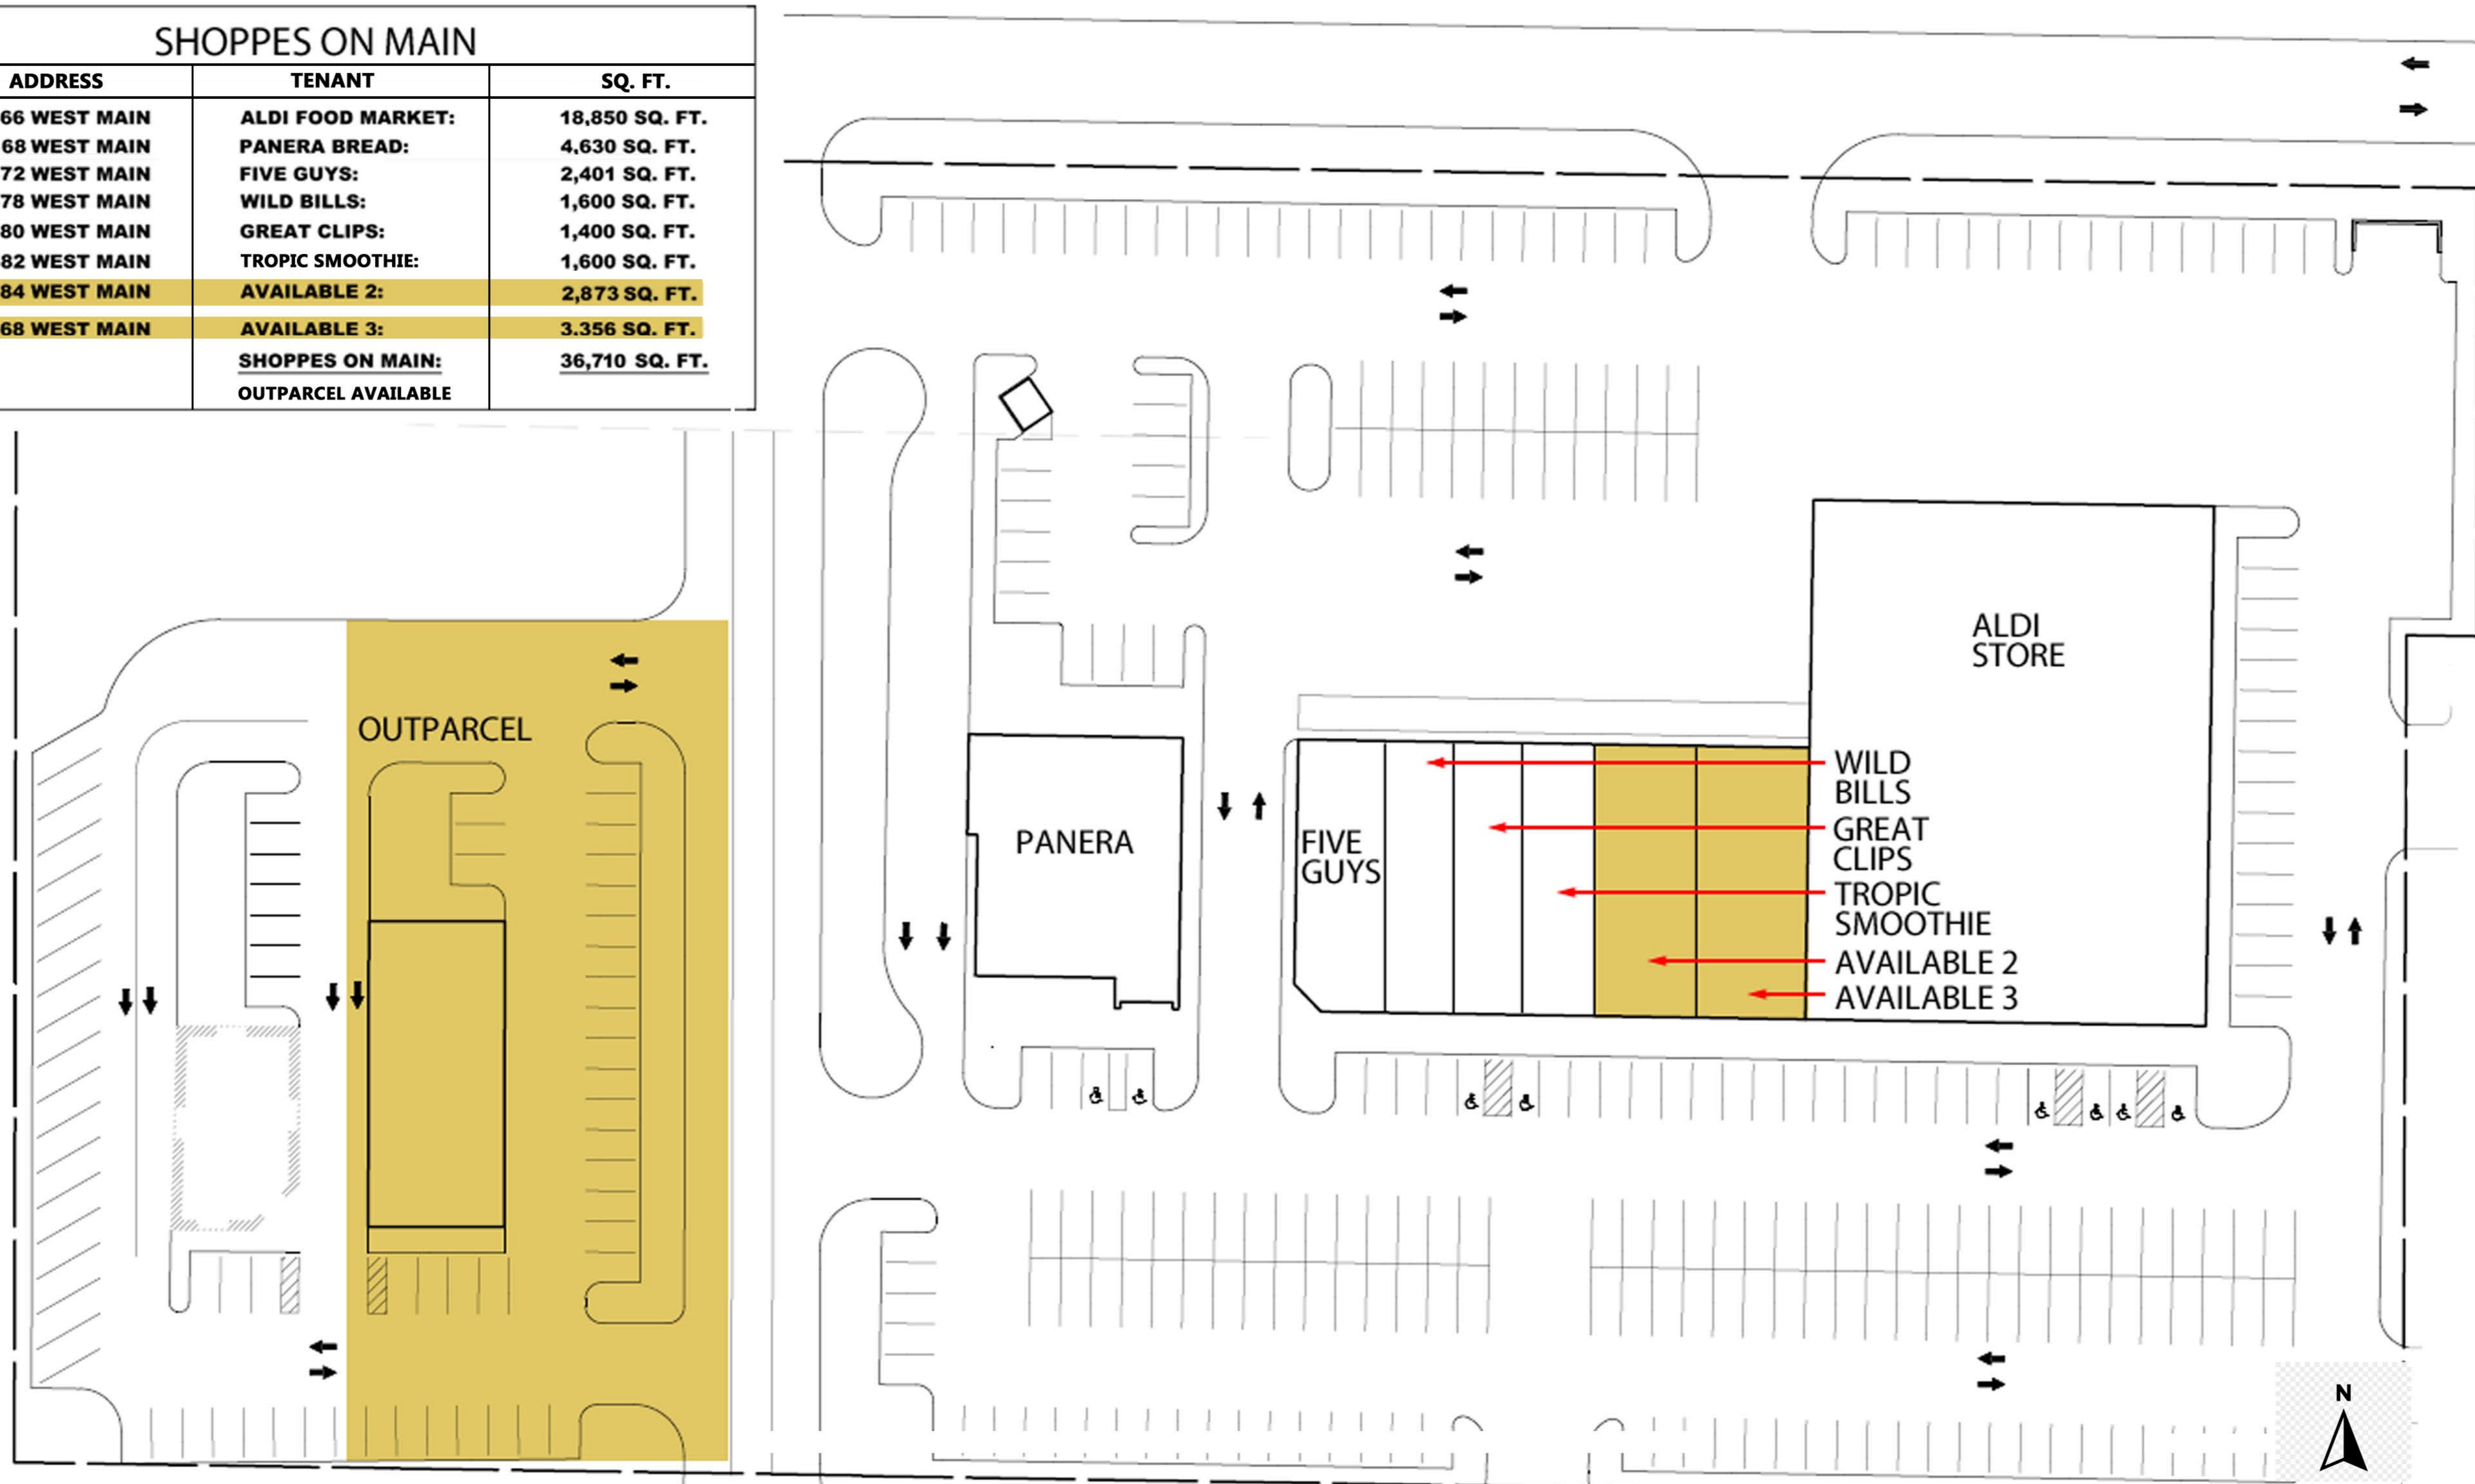 SHOPPES ON MAIN
ADDRESS TENANT SQ. FT.
66 WEST MAIN ALDI FOOD MARKET: 18,850 SQ. FT.
68 WEST MAIN PANERA BREAD: 4,630 SQ. FT.
72 WEST MAIN FIVE GUYS: 2,401 SQ. FT.
78 WEST MAIN WILD BILLS: 1,600 SQ. FT.
80 WEST MAIN GREAT CLIPS: 1,400 SQ. FT.
82 WEST MAIN TROPIC SMOOTHIE: 1,600 SQ. FT.
84 WEST MAIN AVAILABLE 2: 2,873 SQ. FT.
68 WEST MAIN AVAILABLE 3: 3.356 SQ. FT.
SHOPPES ON MAIN: 36,710 SQ. FT.
OUTPARCEL AVAILABLE
OUTPARCEL
PANERA
FIVE
GUYS
ALDI
STORE
WILD
BILLS
GREAT
CLIPS
TROPIC
SMOOTHIE
AVAILABLE 2
AVAILABLE 3
N